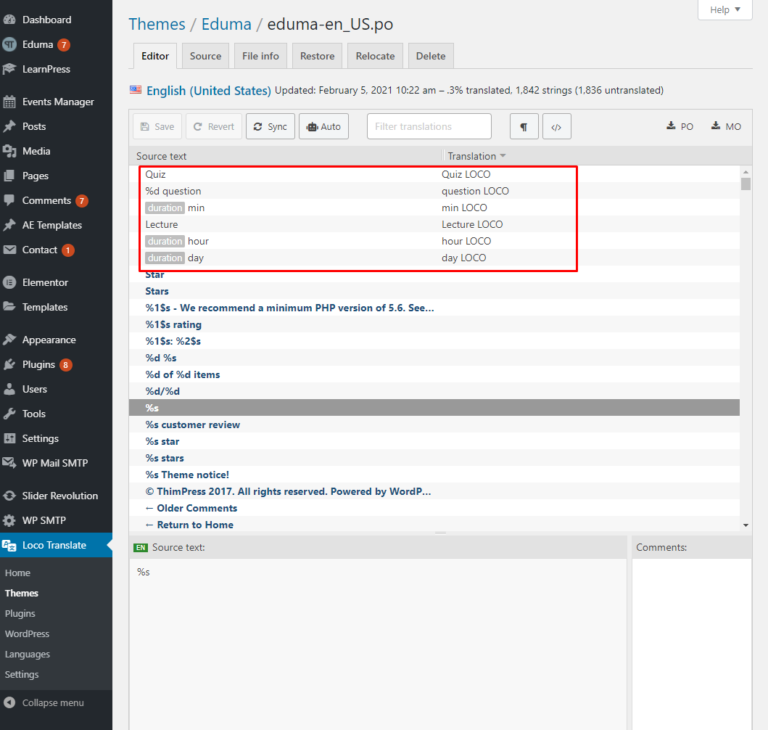 Help ▼
Dashboard
Eduma 7
LearnPress
Events Manager
Posts
Media
Pages
Comments 7
AE Templates
Contact 1
Elementor
Templates
Appearance
Plugins 8
Users
Tools
Settings
WP Mail SMTP
Slider Revolution
WP SMTP
Loco Translate
Home
Themes
Plugins
WordPress
Languages
Settings
Collapse menu
Themes / Eduma / eduma-en_US.po
Editor Source File info Restore Relocate Delete
English (United States) Updated: February 5, 2021 10:22 am – .3% translated, 1,842 strings (1,836 untranslated)
Save Revert Sync Auto Filter translations ¶ </> PO MO
Source text Translation ▼
Quiz Quiz LOCO
%d question question LOCO
duration min min LOCO
Lecture Lecture LOCO
duration hour hour LOCO
duration day day LOCO
Star
Stars
%1$s - We recommend a minimum PHP version of 5.6. See...
%1$s rating
%1$s: %2$s
%d %s
%d of %d items
%d/%d
%s
%s customer review
%s star
%s stars
%s Theme notice!
© ThimPress 2017. All rights reserved. Powered by WordP...
← Older Comments
← Return to Home
EN Source text:
%s
Comments: